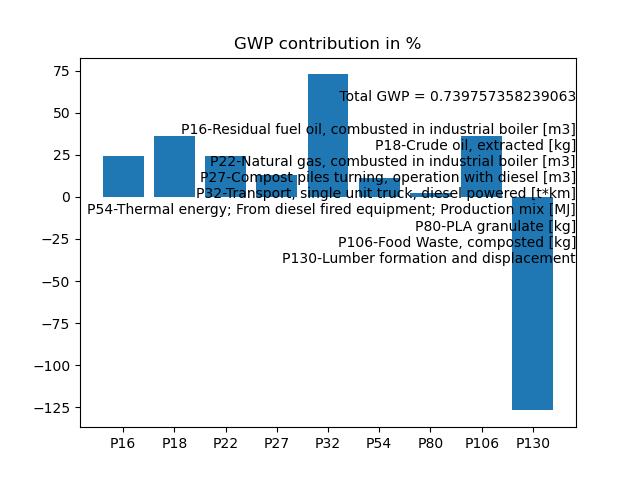 GWP contribution in %
75
Total GWP = 0.739757358239063
50
P16-Residual fuel oil, combusted in industrial boiler [m3]
P18-Crude oil, extracted [kg]
25
P22-Natural gas, combusted in industrial boiler [m3]
P27-Compost piles turning, operation with diesel [m3]
0
P32-Transport, single unit truck, diesel powered [t*km]
P54-Thermal energy; From diesel fired equipment; Production mix [MJ]
P80-PLA granulate [kg]
−25
P106-Food Waste, composted [kg]
P130-Lumber formation and displacement
−50
−75
−100
−125
P16 P18 P22 P27 P32 P54 P80 P106 P130